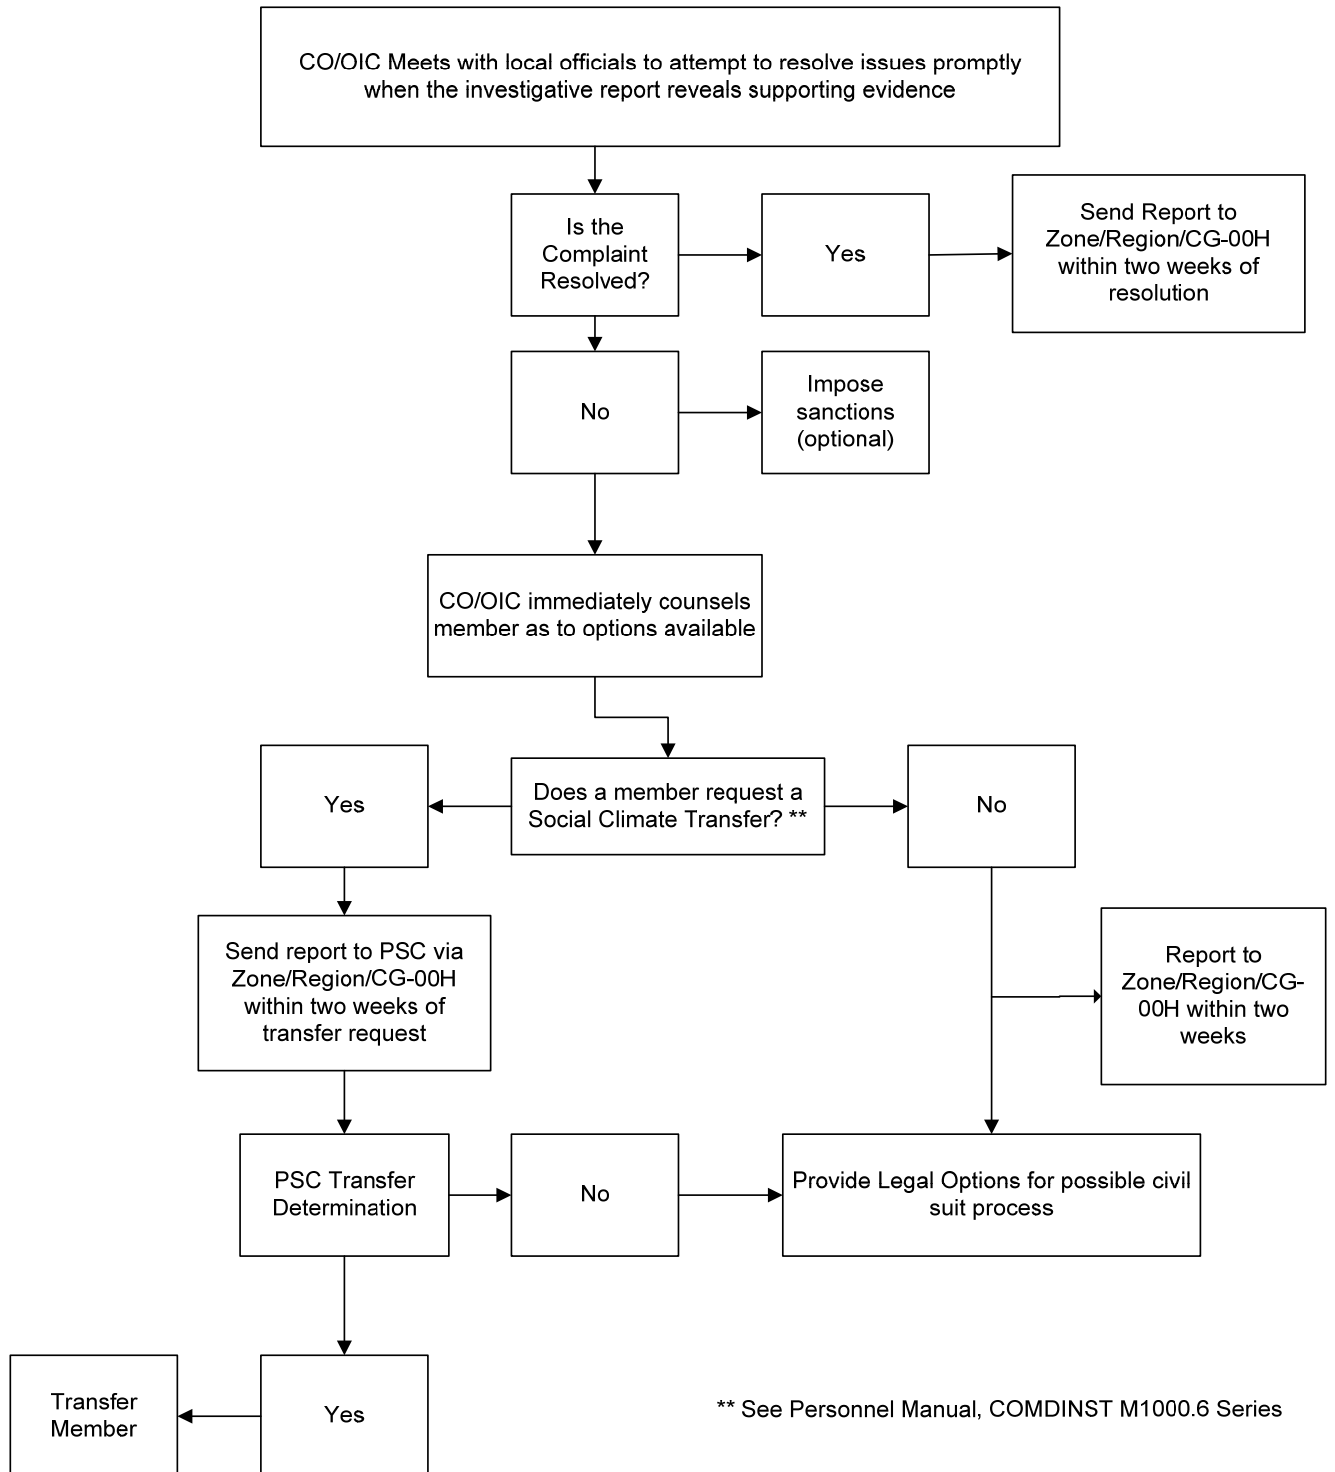 CO/OIC Meets with local officials to attempt to resolve issues promptly
when the investigative report reveals supporting evidence
Is the
Complaint
Resolved?
Yes
Send Report to
Zone/Region/CG-00H
within two weeks of
resolution
No
Impose
sanctions
(optional)
CO/OIC immediately counsels
member as to options available
Yes
Does a member request a
Social Climate Transfer? **
No
Send report to PSC via
Zone/Region/CG-00H
within two weeks of
transfer request
Report to
Zone/Region/CG-
00H within two
weeks
PSC Transfer
Determination
No
Provide Legal Options for possible civil
suit process
Transfer
Member
Yes
** See Personnel Manual, COMDINST M1000.6 Series